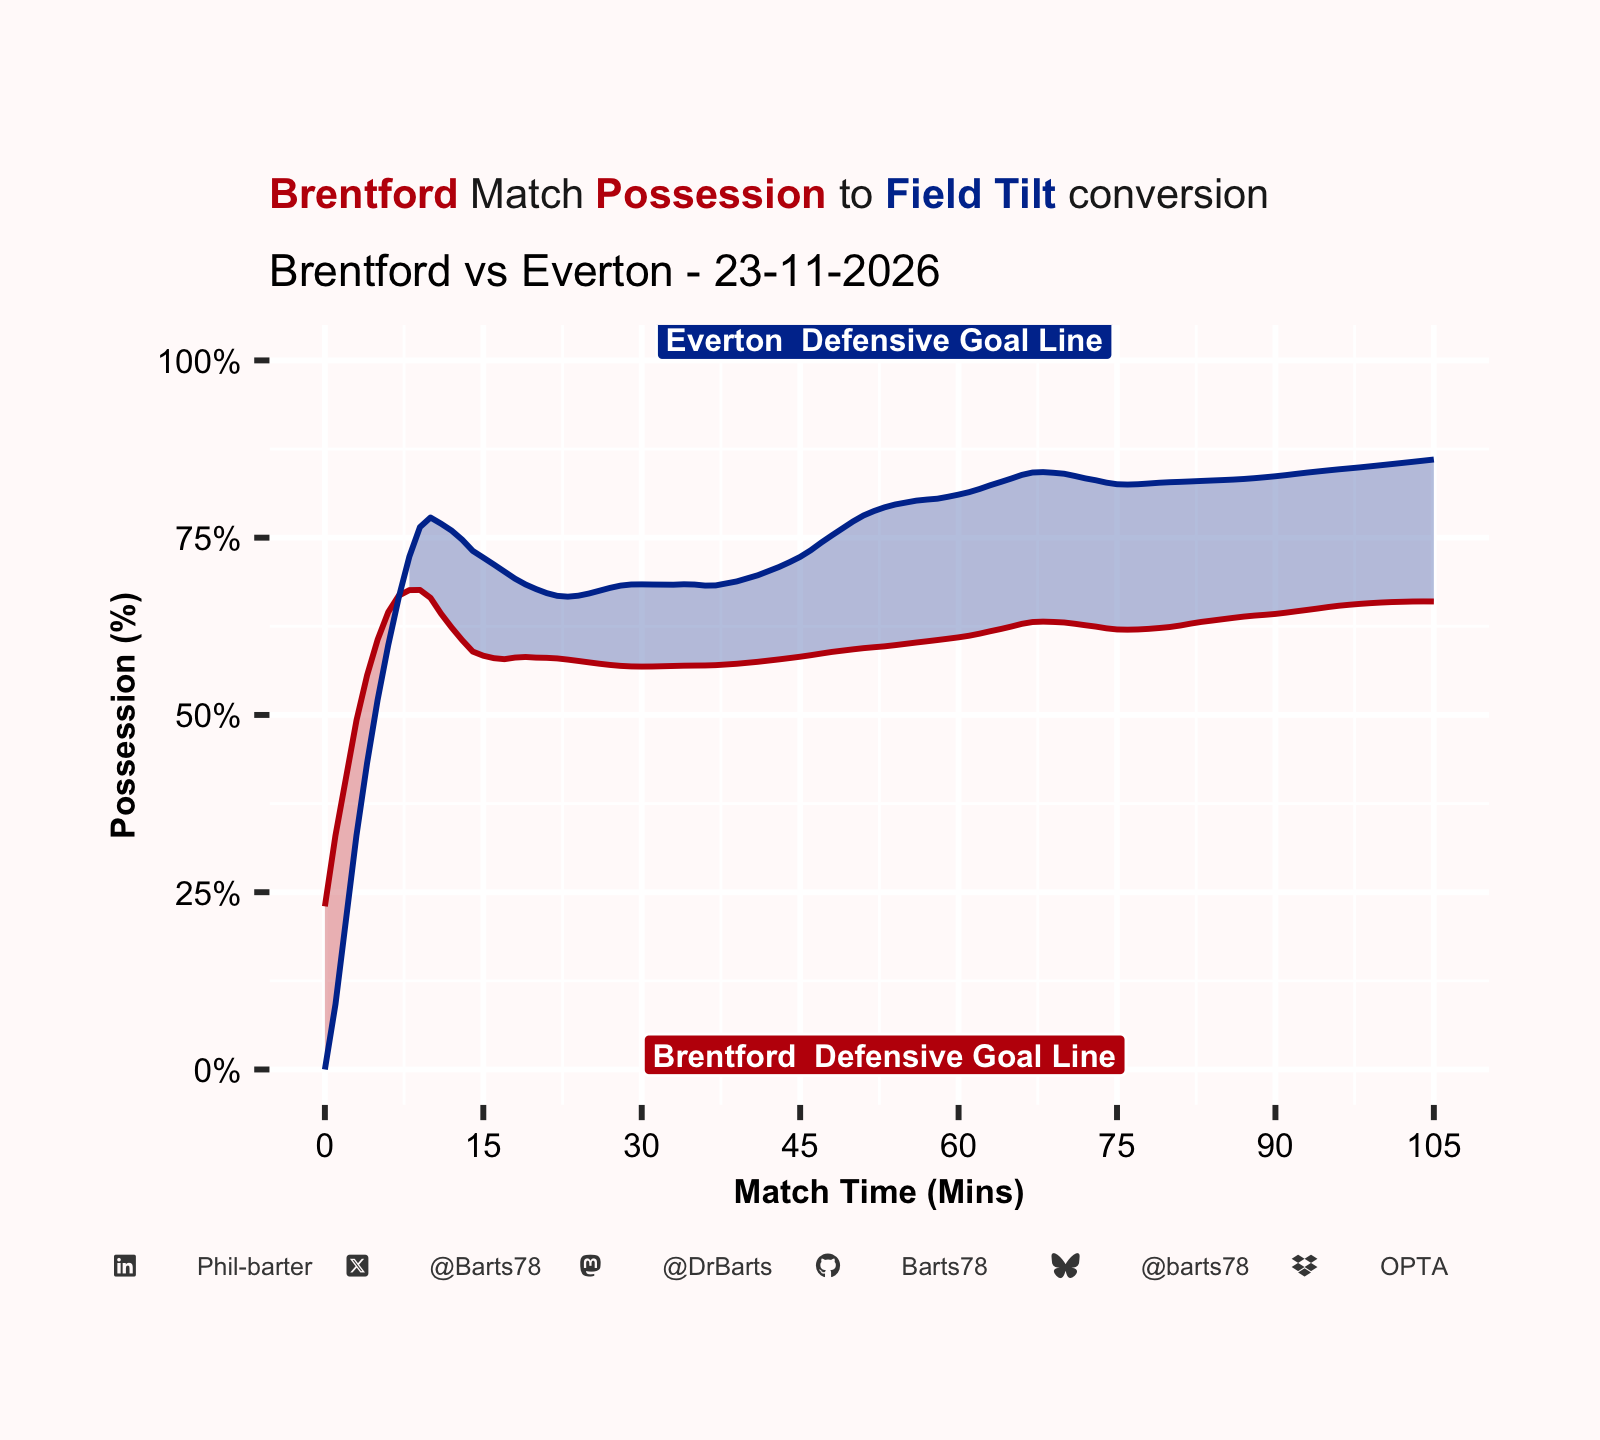 Brentford Match Possession to Field Tilt conversion
Brentford vs Everton - 23-11-2026
Everton  Defensive Goal Line
100%
75%
50%
25%
0%
Possession (%)
Brentford  Defensive Goal Line
0 15 30 45 60 75 90 105
Match Time (Mins)
Phil-barter @Barts78 @DrBarts Barts78 @barts78 OPTA